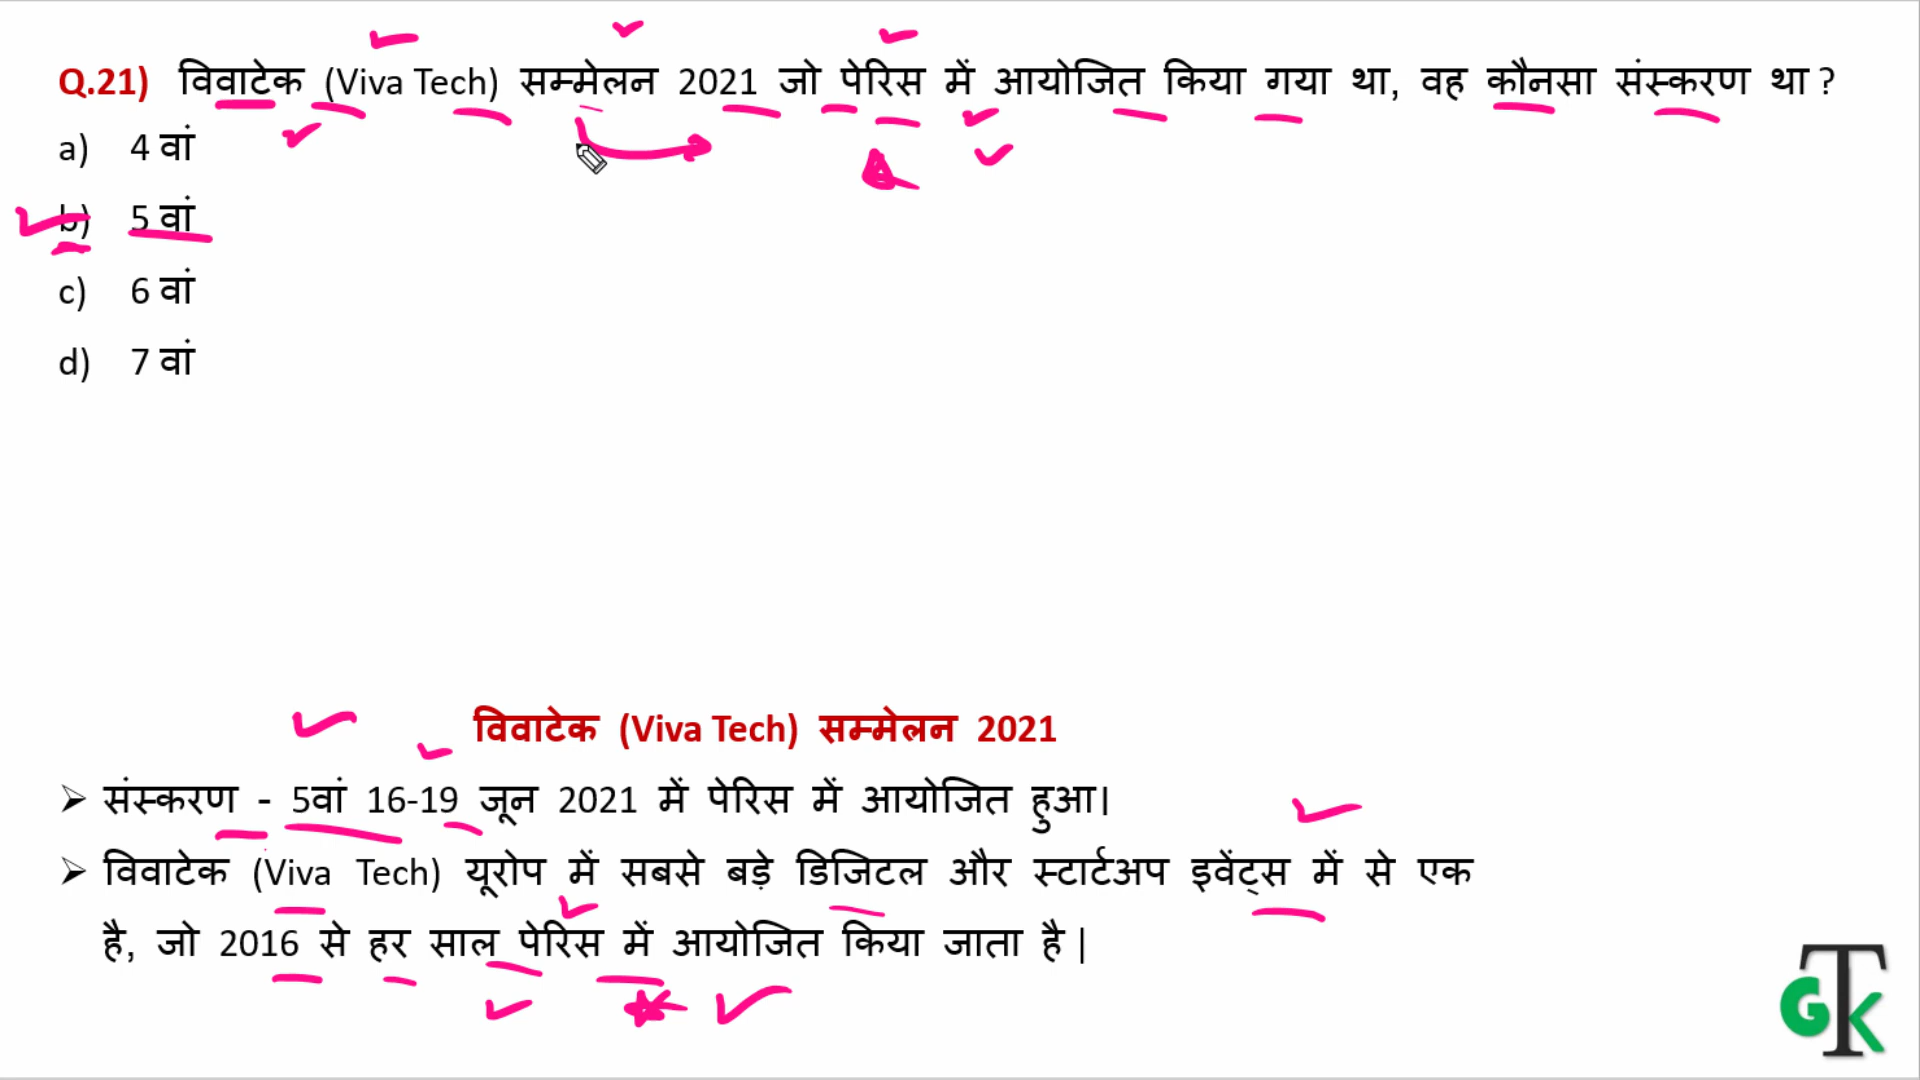 Q.21) विवाटेक (Viva Tech) सम्मेलन 2021 जो पेरिस में आयोजित किया गया था, वह कौनसा संस्करण था ?
a) 4 वां
b) 5 वां
c) 6 वां
d) 7 वां
विवाटेक (Viva Tech) सम्मेलन 2021
➢ संस्करण - 5वां 16-19 जून 2021 में पेरिस में आयोजित हुआ।
➢ विवाटेक (Viva Tech) यूरोप में सबसे बड़े डिजिटल और स्टार्टअप इवेंट्स में से एक
है, जो 2016 से हर साल पेरिस में आयोजित किया जाता है |
GTK